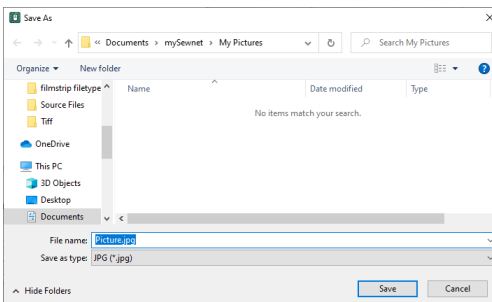 Save As
« Documents › mySewnet › My Pictures
Search My Pictures
Organize
New folder
filmstrip filetype
Source Files
Tiff
OneDrive
This PC
3D Objects
Desktop
Documents
Name
Date modified
Type
No items match your search.
File name: Picture.jpg
Save as type: JPG (*.jpg)
Hide Folders
Save
Cancel